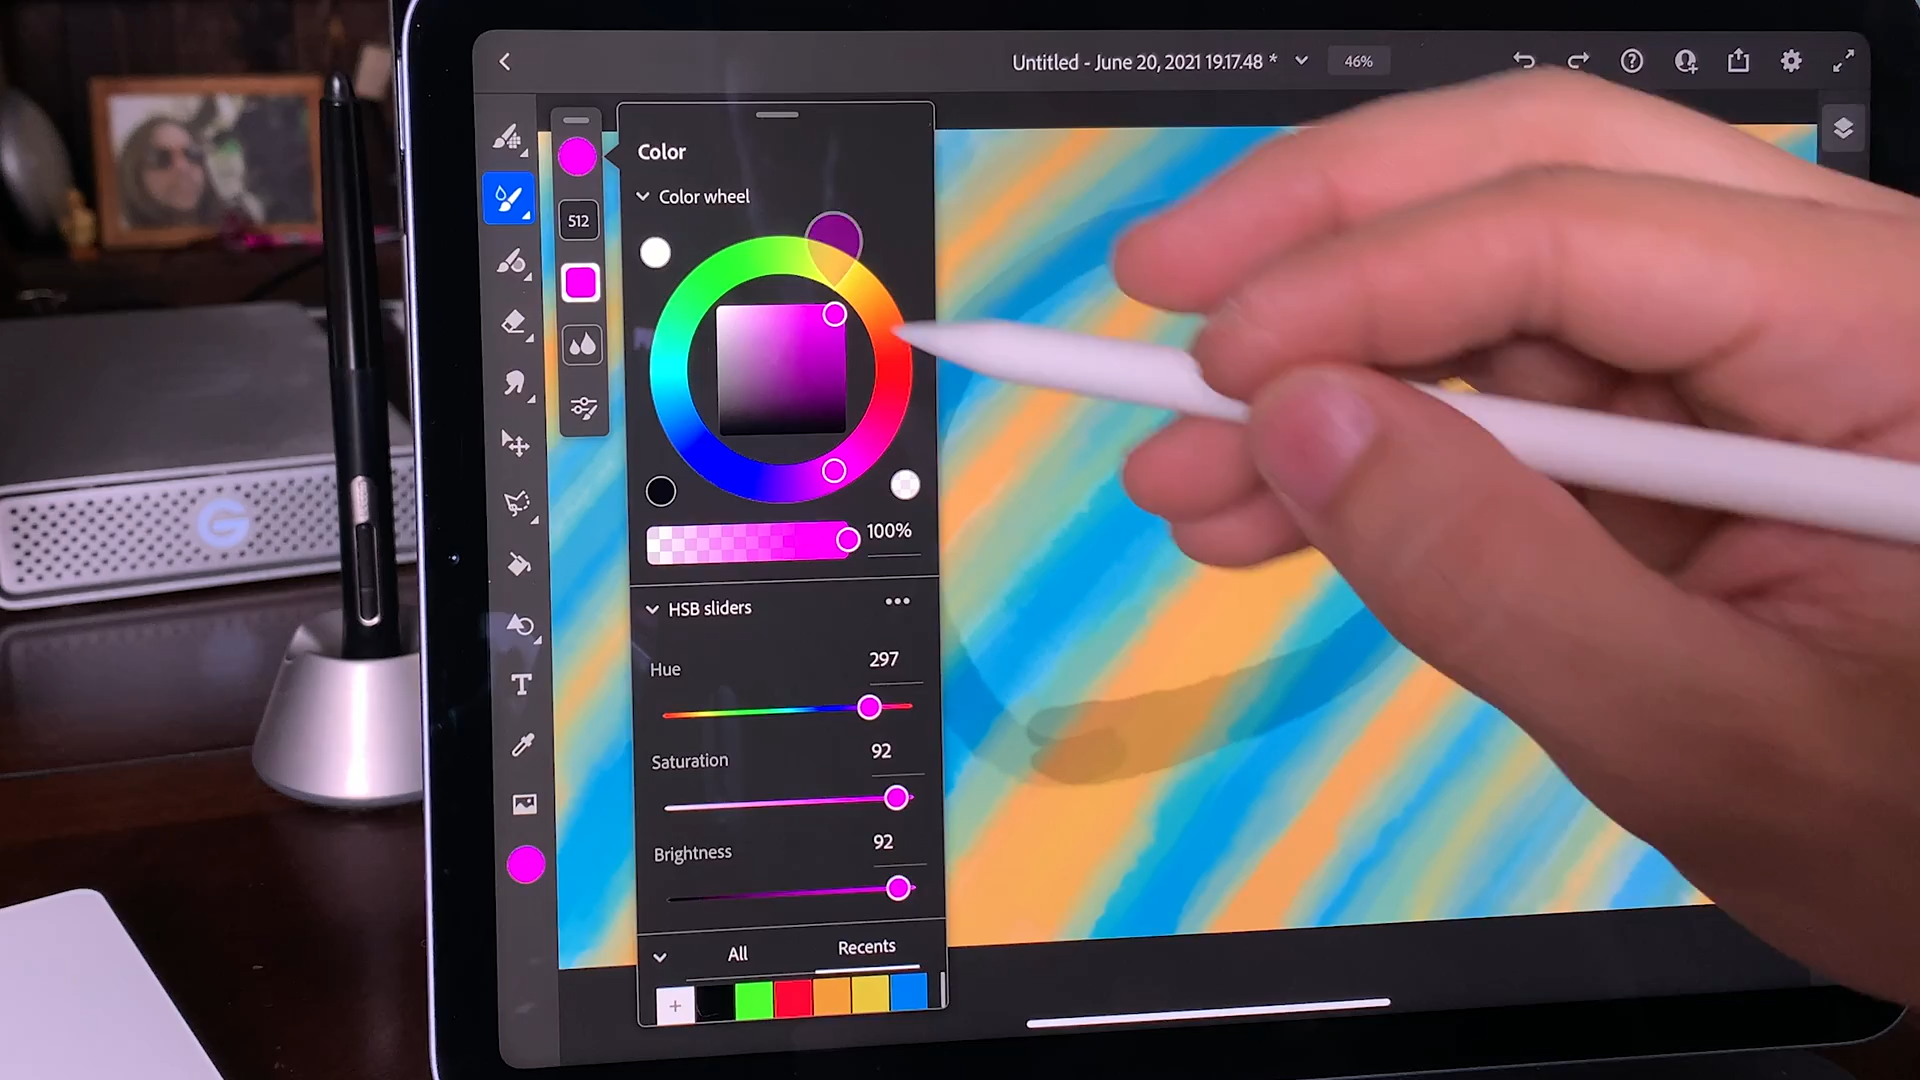 Untitled - June 20, 2021 19.17.48 *
46%
Color
Color wheel
512
100%
HSB sliders
Hue
297
Saturation
92
Brightness
92
All
Recents
T
G